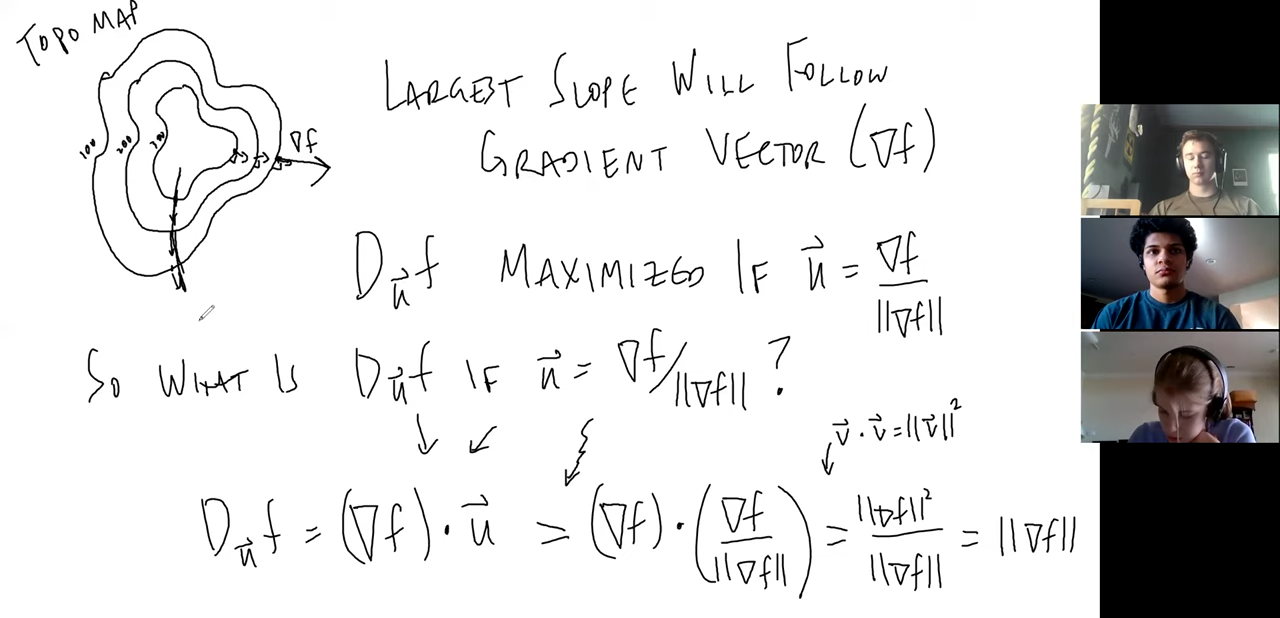 TOPO MAP
100
200
∇f
LARGEST SLOPE WILL FOLLOW
GRADIENT VECTOR (∇f)
D_u⃗ f MAXIMIZED IF u⃗ = ∇f/||∇f||
SO WHAT IS D_u⃗ f IF u⃗ = ∇f/||∇f|| ?
v⃗ · v⃗ = ||v⃗||²
D_u⃗ f = (∇f) · u⃗ = (∇f) · (∇f/||∇f||) = ||∇f||²/||∇f|| = ||∇f||